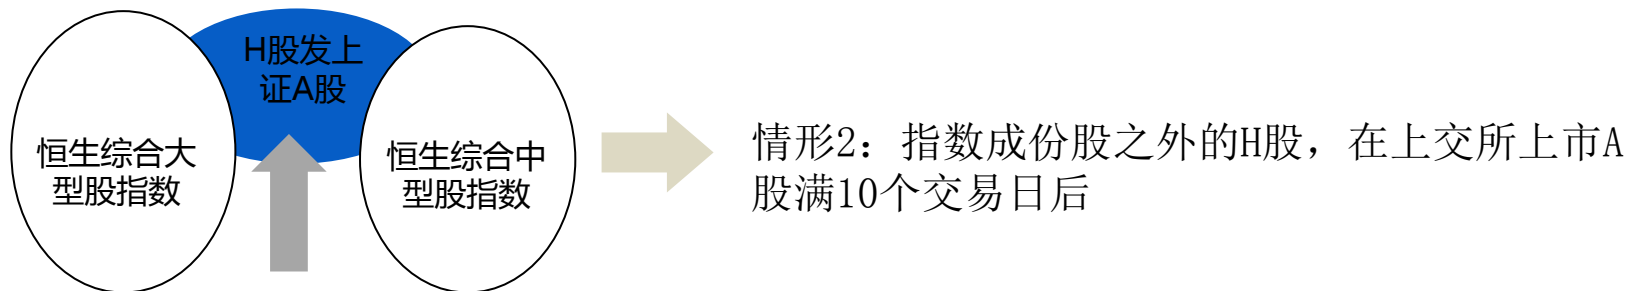 H股发上
证A股
恒生综合大
型股指数
恒生综合中
型股指数
情形2：指数成份股之外的H股，在上交所上市A
股满10个交易日后